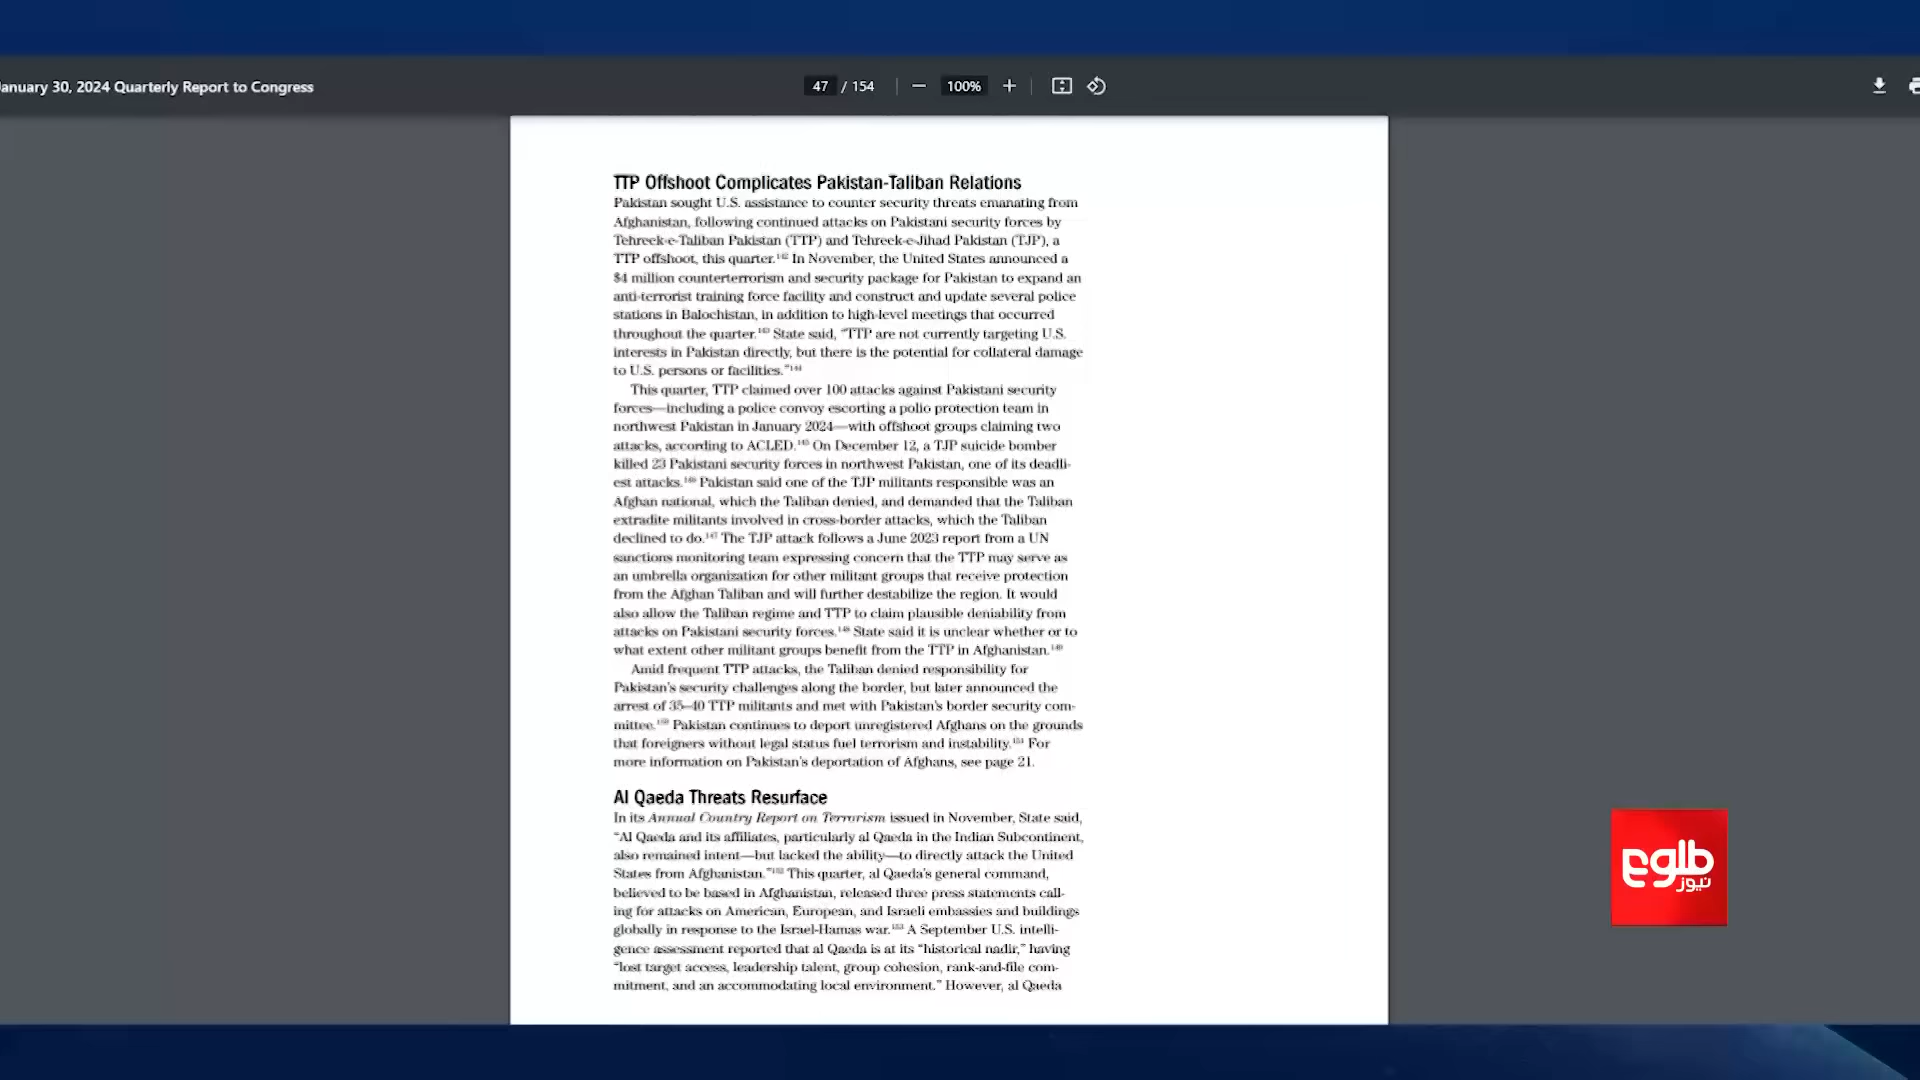 anuary 30, 2024 Quarterly Report to Congress
47 / 154
100%
TTP Offshoot Complicates Pakistan-Taliban Relations
Pakistan sought U.S. assistance to counter security threats emanating from
Afghanistan, following continued attacks on Pakistani security forces by
Tehreek-e-Taliban Pakistan (TTP) and Tehreek-e-Jihad Pakistan (TJP), a
TTP offshoot, this quarter.142 In November, the United States announced a
$4 million counterterrorism and security package for Pakistan to expand an
anti-terrorist training force facility and construct and update several police
stations in Balochistan, in addition to high-level meetings that occurred
throughout the quarter.143 State said, “TTP are not currently targeting U.S.
interests in Pakistan directly, but there is the potential for collateral damage
to U.S. persons or facilities.”144
This quarter, TTP claimed over 100 attacks against Pakistani security
forces—including a police convoy escorting a polio protection team in
northwest Pakistan in January 2024—with offshoot groups claiming two
attacks, according to ACLED.145 On December 12, a TJP suicide bomber
killed 23 Pakistani security forces in northwest Pakistan, one of its deadli-
est attacks.146 Pakistan said one of the TJP militants responsible was an
Afghan national, which the Taliban denied, and demanded that the Taliban
extradite militants involved in cross-border attacks, which the Taliban
declined to do.147 The TJP attack follows a June 2023 report from a UN
sanctions monitoring team expressing concern that the TTP may serve as
an umbrella organization for other militant groups that receive protection
from the Afghan Taliban and will further destabilize the region. It would
also allow the Taliban regime and TTP to claim plausible deniability from
attacks on Pakistani security forces.148 State said it is unclear whether or to
what extent other militant groups benefit from the TTP in Afghanistan.149
Amid frequent TTP attacks, the Taliban denied responsibility for
Pakistan’s security challenges along the border, but later announced the
arrest of 35–40 TTP militants and met with Pakistan’s border security com-
mittee.150 Pakistan continues to deport unregistered Afghans on the grounds
that foreigners without legal status fuel terrorism and instability.151 For
more information on Pakistan’s deportation of Afghans, see page 21.
Al Qaeda Threats Resurface
In its Annual Country Report on Terrorism issued in November, State said,
“Al Qaeda and its affiliates, particularly al Qaeda in the Indian Subcontinent,
also remained intent—but lacked the ability—to directly attack the United
States from Afghanistan.”152 This quarter, al Qaeda’s general command,
believed to be based in Afghanistan, released three press statements call-
ing for attacks on American, European, and Israeli embassies and buildings
globally in response to the Israel-Hamas war.153 A September U.S. intelli-
gence assessment reported that al Qaeda is at its “historical nadir,” having
“lost target access, leadership talent, group cohesion, rank-and-file com-
mitment, and an accommodating local environment.” However, al Qaeda
طلوع
نیوز